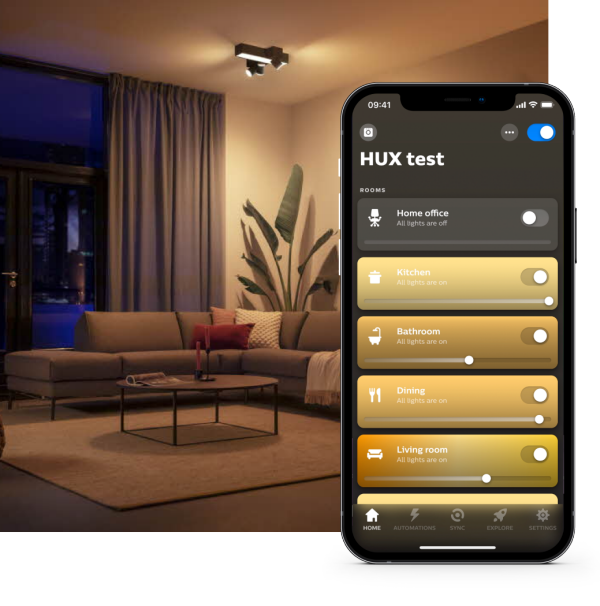 09:41
HUX test
ROOMS
Home office
All lights are off
Kitchen
All lights are on
Bathroom
All lights are on
Dining
All lights are on
Living room
All lights are on
HOME
AUTOMATIONS
SYNC
EXPLORE
SETTINGS